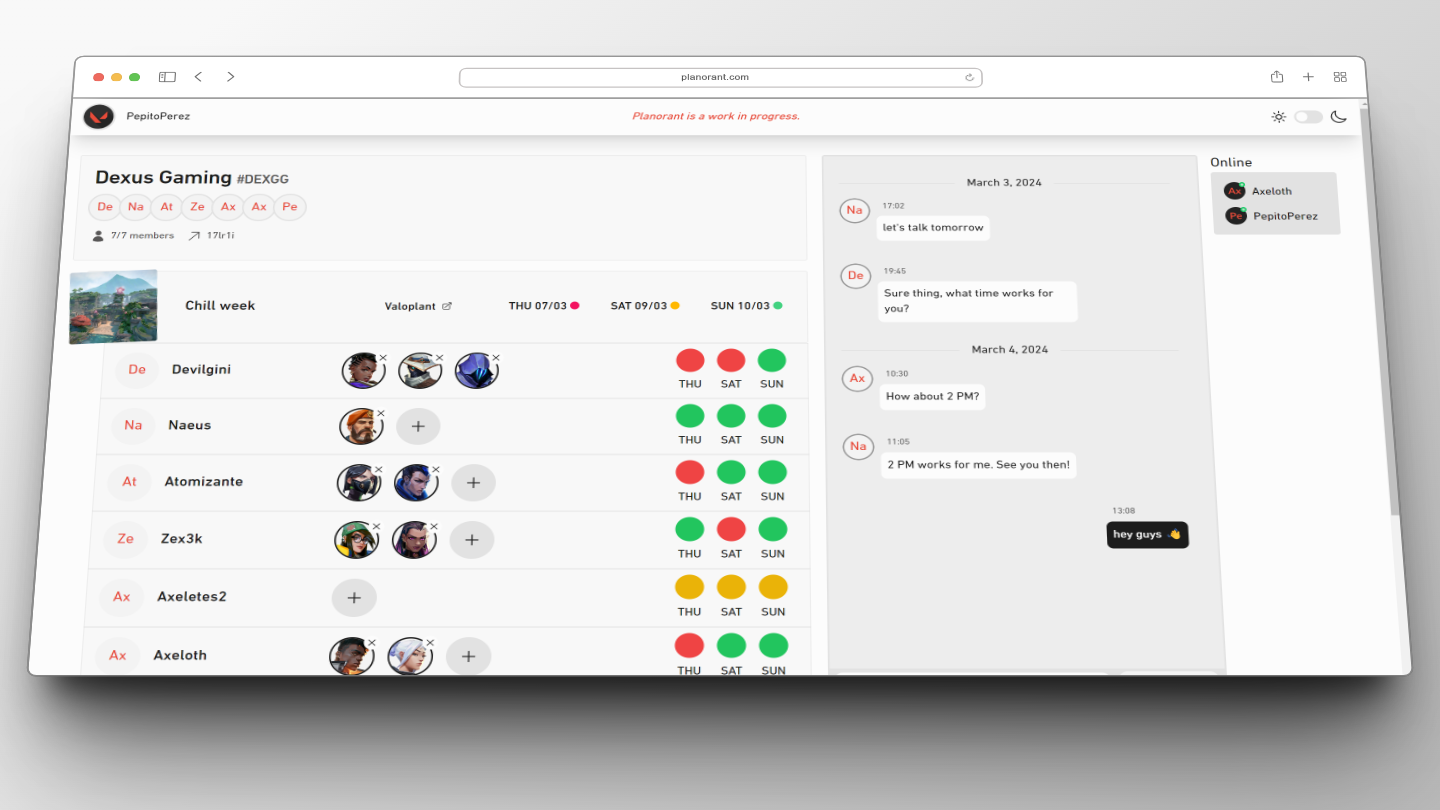 planorant.com
PepitoPerez
Planorant is a work in progress.
Dexus Gaming #DEXGG
De Na At Ze Ax Ax Pe
7/7 members 17lr1i
Chill week
Valoplant
THU 07/03
SAT 09/03
SUN 10/03
De Devilgini
THU SAT SUN
Na Naeus
THU SAT SUN
At Atomizante
THU SAT SUN
Ze Zex3k
THU SAT SUN
Ax Axeletes2
THU SAT SUN
Ax Axeloth
THU SAT SUN
March 3, 2024
17:02
Na
let's talk tomorrow
19:45
De
Sure thing, what time works for
you?
March 4, 2024
10:30
Ax
How about 2 PM?
11:05
Na
2 PM works for me. See you then!
13:08
hey guys 👋
Online
Ax Axeloth
Pe PepitoPerez